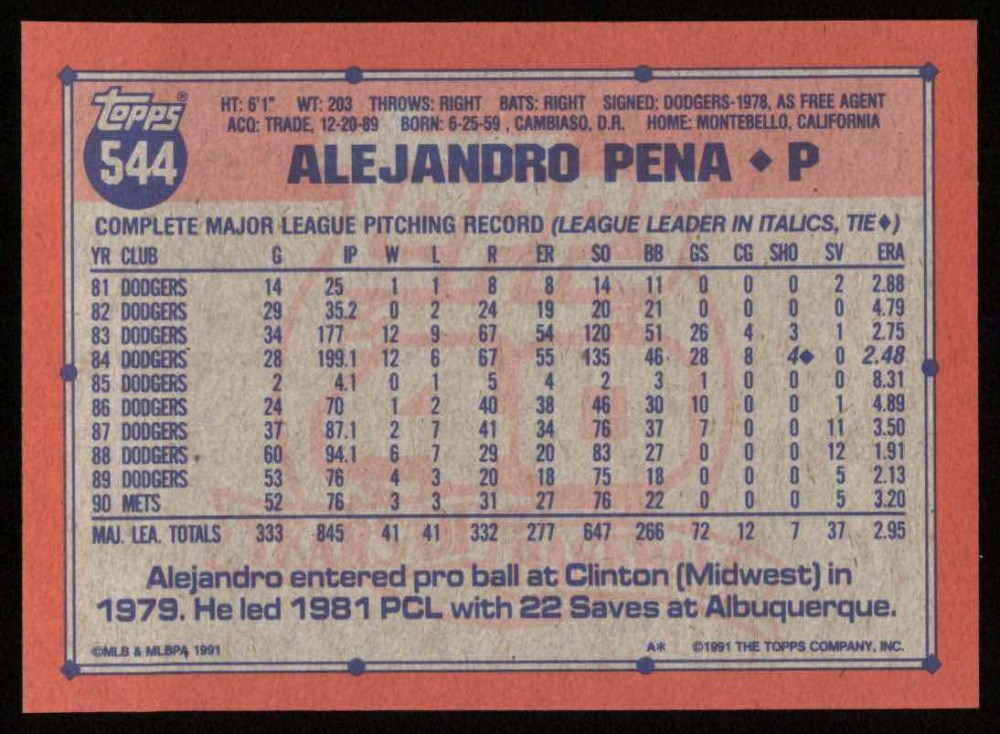 topps®
544
HT: 6'1" WT: 203 THROWS: RIGHT BATS: RIGHT SIGNED: DODGERS-1978, AS FREE AGENT
ACQ: TRADE, 12-20-89 BORN: 6-25-59 , CAMBIASO, D.R. HOME: MONTEBELLO, CALIFORNIA
ALEJANDRO PENA ◆ P
COMPLETE MAJOR LEAGUE PITCHING RECORD (LEAGUE LEADER IN ITALICS, TIE◆)
YR CLUB G IP W L R ER SO BB GS CG SHO SV ERA
81 DODGERS 14 25 1 1 8 8 14 11 0 0 0 2 2.88
82 DODGERS 29 35.2 0 2 24 19 20 21 0 0 0 0 4.79
83 DODGERS 34 177 12 9 67 54 120 51 26 4 3 1 2.75
84 DODGERS 28 199.1 12 6 67 55 135 46 28 8 4◆ 0 2.48
85 DODGERS 2 4.1 0 1 5 4 2 3 1 0 0 0 8.31
86 DODGERS 24 70 1 2 40 38 46 30 10 0 0 1 4.89
87 DODGERS 37 87.1 2 7 41 34 76 37 7 0 0 11 3.50
88 DODGERS 60 94.1 6 7 29 20 83 27 0 0 0 12 1.91
89 DODGERS 53 76 4 3 20 18 75 18 0 0 0 5 2.13
90 METS 52 76 3 3 31 27 76 22 0 0 0 5 3.20
MAJ. LEA. TOTALS 333 845 41 41 332 277 647 266 72 12 7 37 2.95
Alejandro entered pro ball at Clinton (Midwest) in
1979. He led 1981 PCL with 22 Saves at Albuquerque.
©MLB & MLBPA 1991 A* ©1991 THE TOPPS COMPANY, INC.